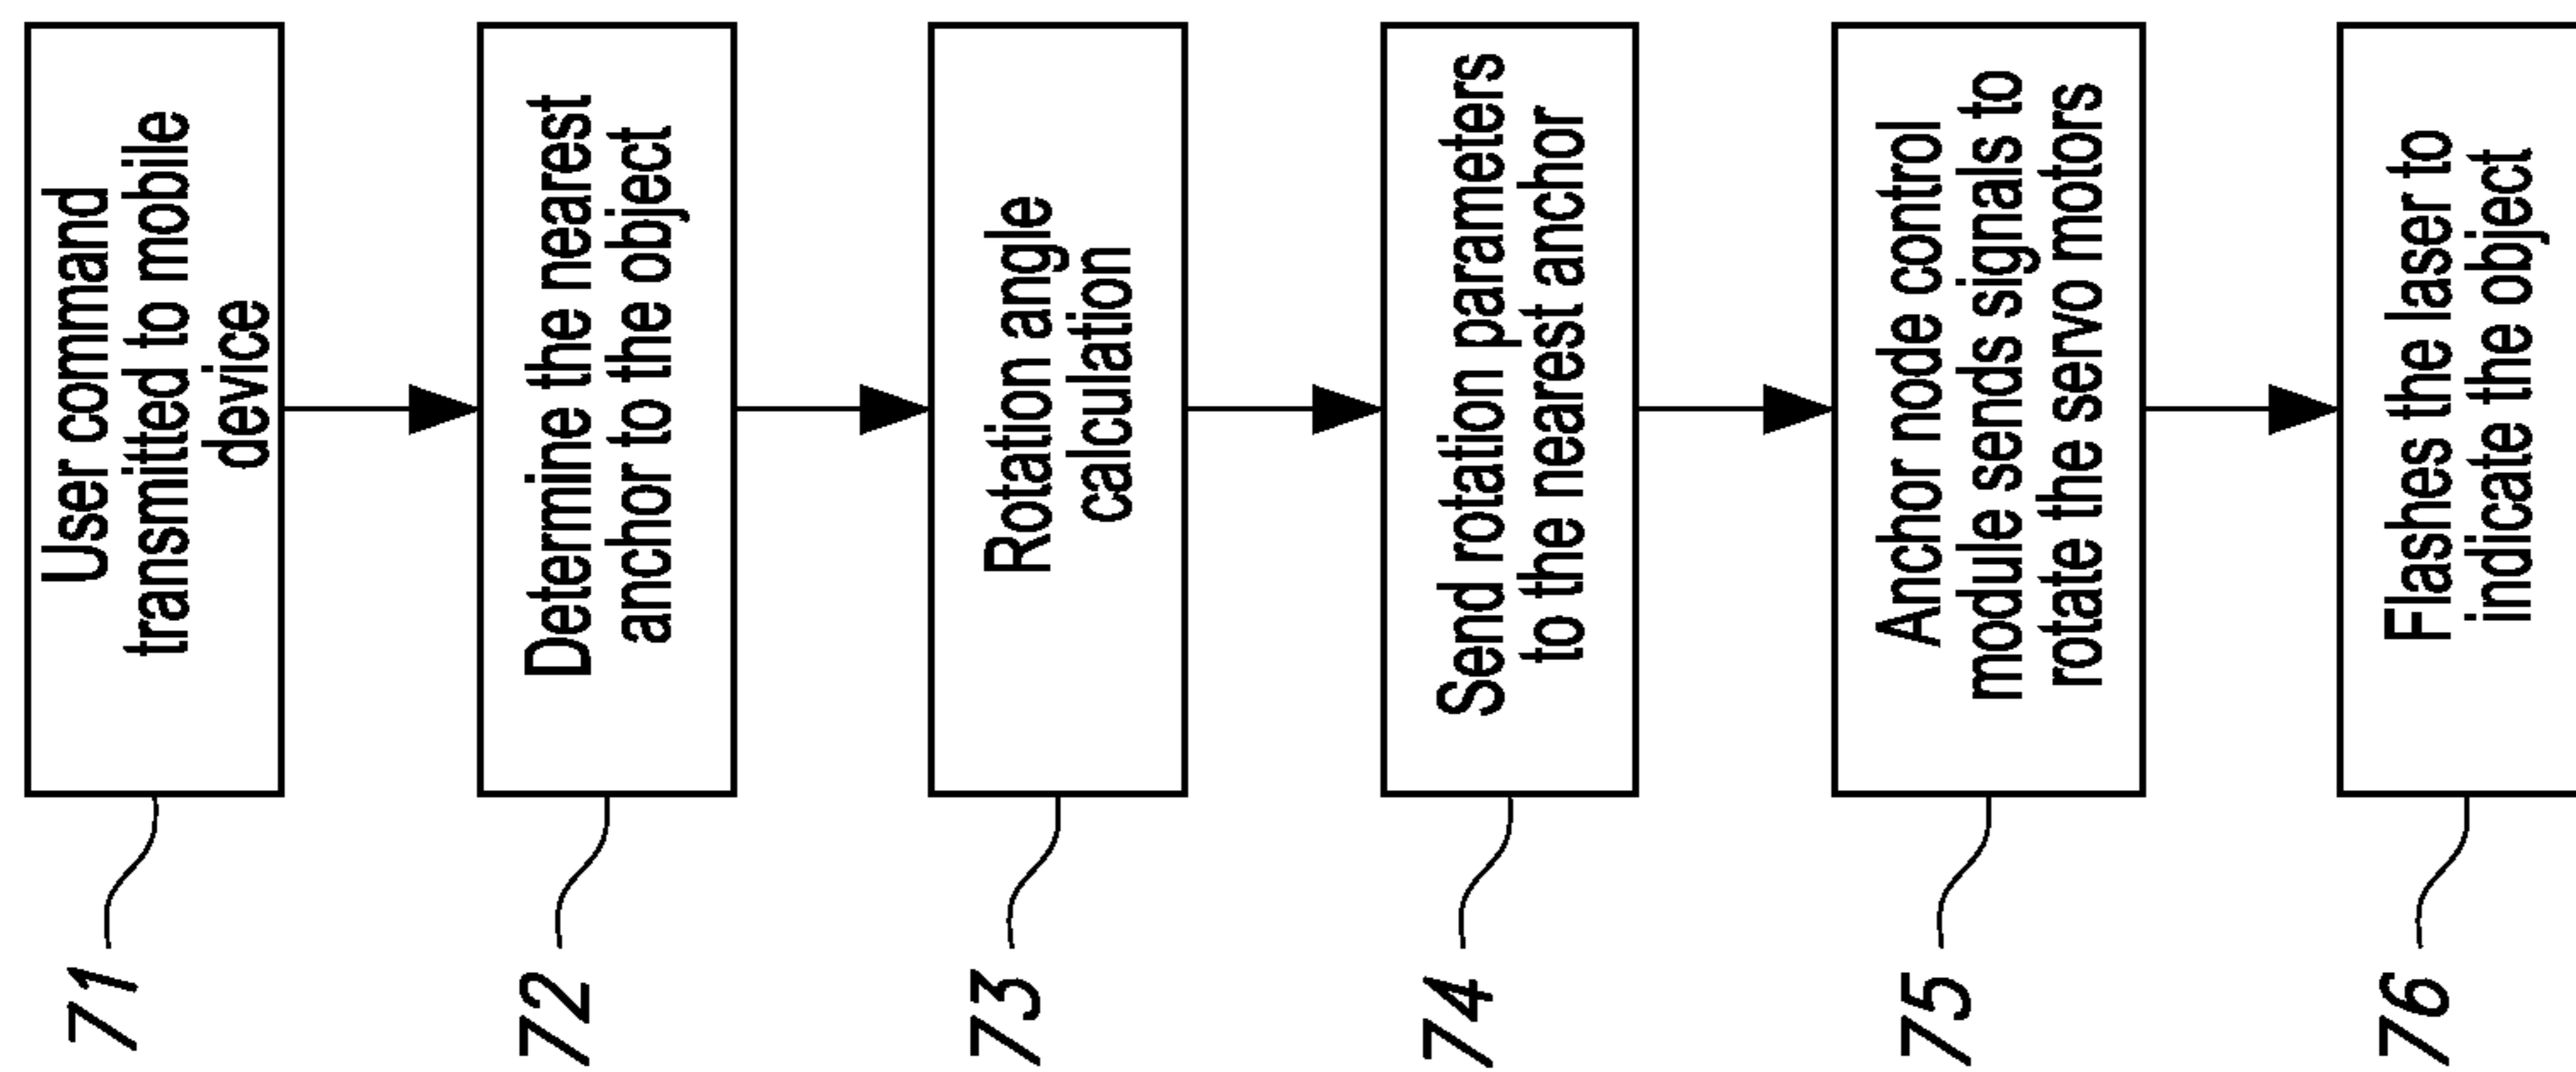 71
User command
transmitted to mobile
device
72
Determine the nearest
anchor to the object
73
Rotation angle
calculation
74
Send rotation parameters
to the nearest anchor
75
Anchor node control
module sends signals to
rotate the servo motors
76
Flashes the laser to
indicate the object